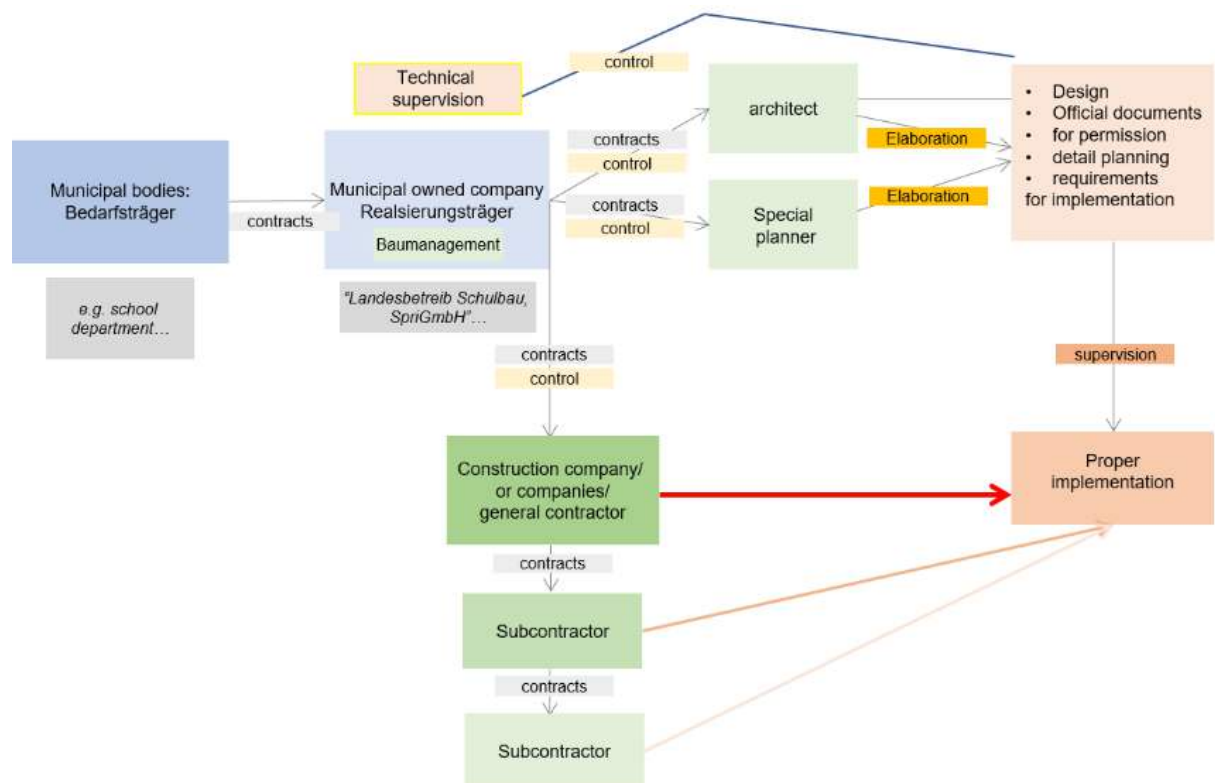 control
Technical
supervision
architect
• Design
• Official documents
• for permission
• detail planning
• requirements
for implementation
contracts
control
Elaboration
Municipal bodies:
Bedarfsträger
contracts
Municipal owned company
Realsierungsträger
Baumanagement
contracts
control
Elaboration
Special
planner
e.g. school
department…
"Landesbetreib Schulbau,
SpriGmbH"…
contracts
control
supervision
Construction company/
or companies/
general contractor
Proper
implementation
contracts
Subcontractor
contracts
Subcontractor